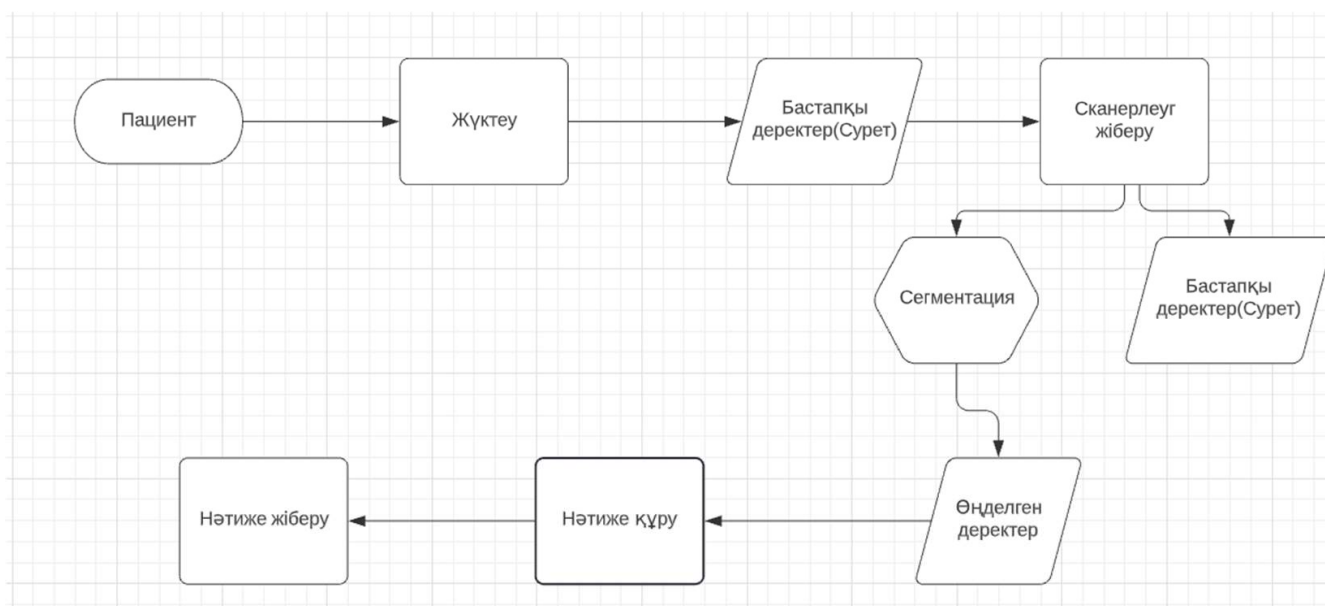 Пациент
Жүктеу
Бастапқы
деректер(Сурет)
Сканерлеуг
жіберу
Сегментация
Бастапқы
деректер(Сурет)
Өңделген
деректер
Нәтиже құру
Нәтиже жіберу